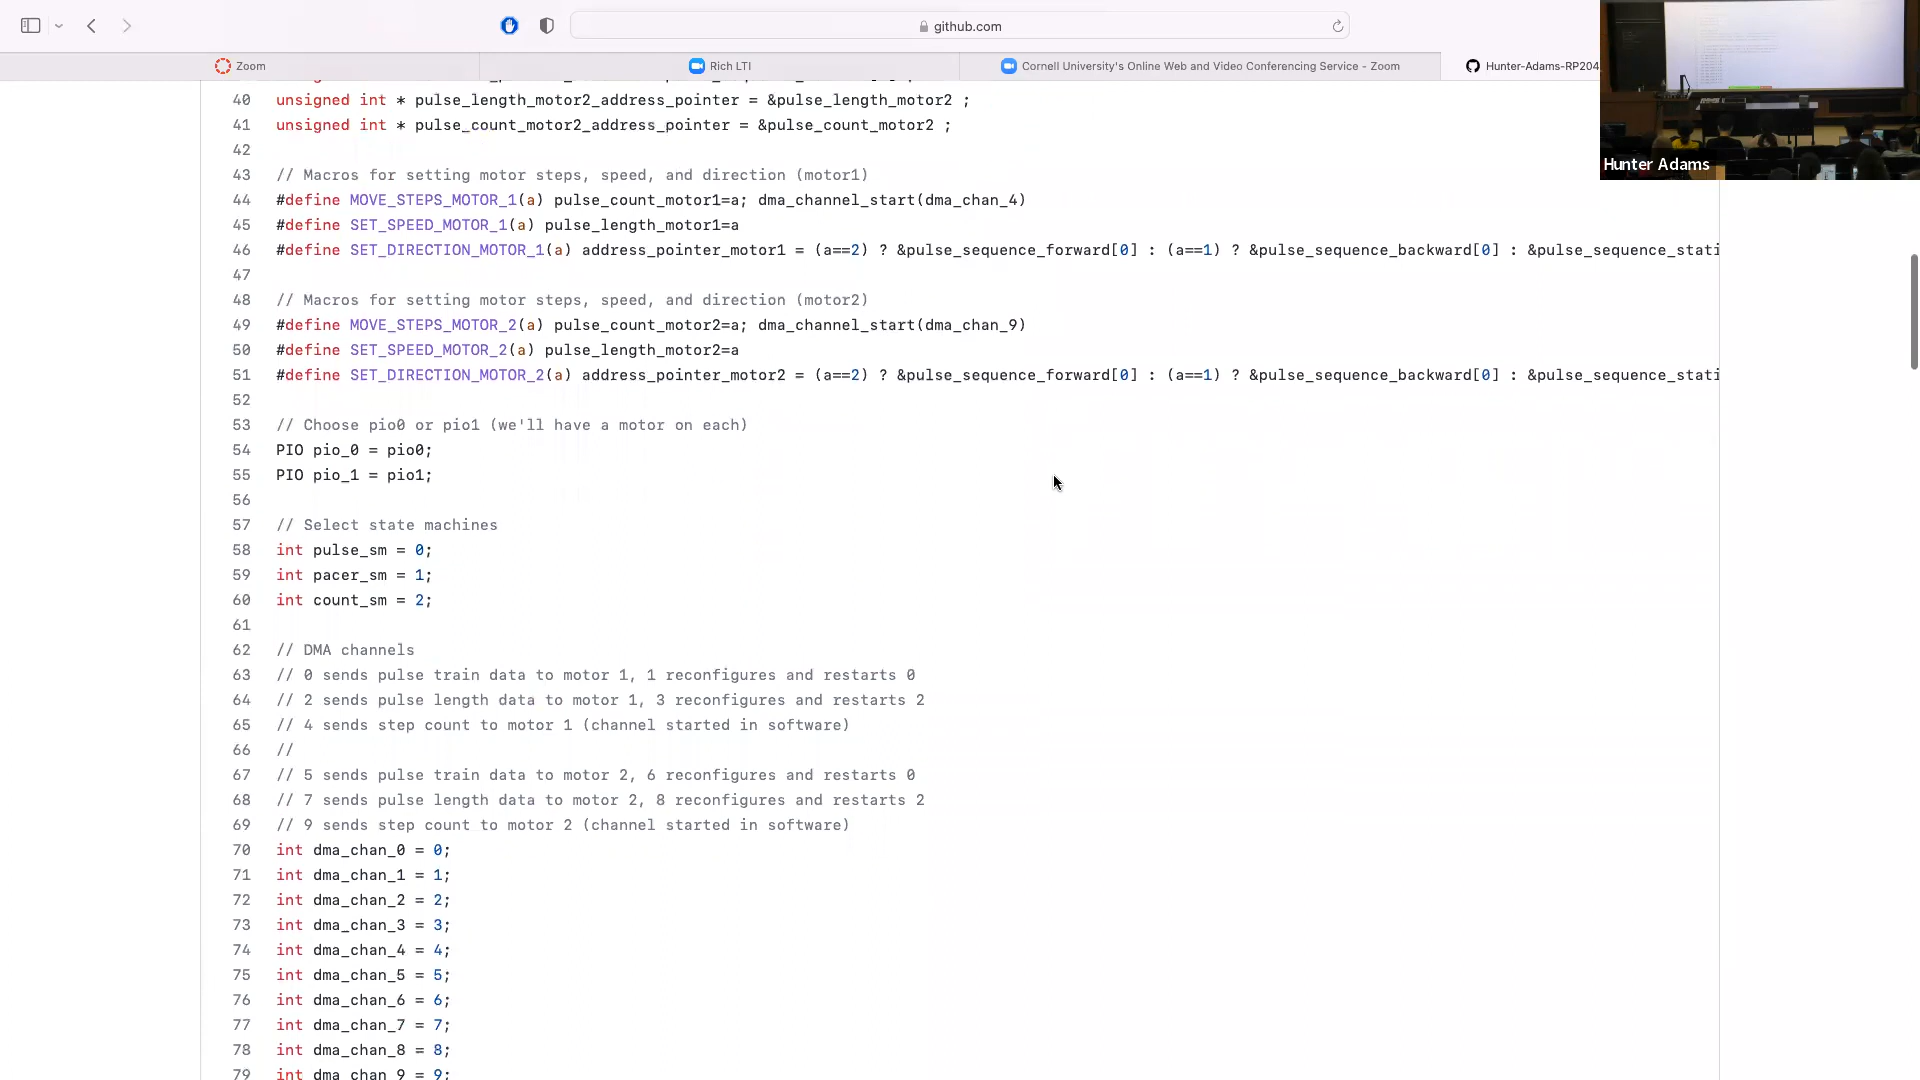 github.com
Zoom
Rich LTI
Cornell University's Online Web and Video Conferencing Service - Zoom
Hunter-Adams-RP204
Hunter Adams
40 unsigned int * pulse_length_motor2_address_pointer = &pulse_length_motor2 ;
41 unsigned int * pulse_count_motor2_address_pointer = &pulse_count_motor2 ;
42
43 // Macros for setting motor steps, speed, and direction (motor1)
44 #define MOVE_STEPS_MOTOR_1(a) pulse_count_motor1=a; dma_channel_start(dma_chan_4)
45 #define SET_SPEED_MOTOR_1(a) pulse_length_motor1=a
46 #define SET_DIRECTION_MOTOR_1(a) address_pointer_motor1 = (a==2) ? &pulse_sequence_forward[0] : (a==1) ? &pulse_sequence_backward[0] : &pulse_sequence_stati
47
48 // Macros for setting motor steps, speed, and direction (motor2)
49 #define MOVE_STEPS_MOTOR_2(a) pulse_count_motor2=a; dma_channel_start(dma_chan_9)
50 #define SET_SPEED_MOTOR_2(a) pulse_length_motor2=a
51 #define SET_DIRECTION_MOTOR_2(a) address_pointer_motor2 = (a==2) ? &pulse_sequence_forward[0] : (a==1) ? &pulse_sequence_backward[0] : &pulse_sequence_stati
52
53 // Choose pio0 or pio1 (we'll have a motor on each)
54 PIO pio_0 = pio0;
55 PIO pio_1 = pio1;
56
57 // Select state machines
58 int pulse_sm = 0;
59 int pacer_sm = 1;
60 int count_sm = 2;
61
62 // DMA channels
63 // 0 sends pulse train data to motor 1, 1 reconfigures and restarts 0
64 // 2 sends pulse length data to motor 1, 3 reconfigures and restarts 2
65 // 4 sends step count to motor 1 (channel started in software)
66 //
67 // 5 sends pulse train data to motor 2, 6 reconfigures and restarts 0
68 // 7 sends pulse length data to motor 2, 8 reconfigures and restarts 2
69 // 9 sends step count to motor 2 (channel started in software)
70 int dma_chan_0 = 0;
71 int dma_chan_1 = 1;
72 int dma_chan_2 = 2;
73 int dma_chan_3 = 3;
74 int dma_chan_4 = 4;
75 int dma_chan_5 = 5;
76 int dma_chan_6 = 6;
77 int dma_chan_7 = 7;
78 int dma_chan_8 = 8;
79 int dma_chan_9 = 9;